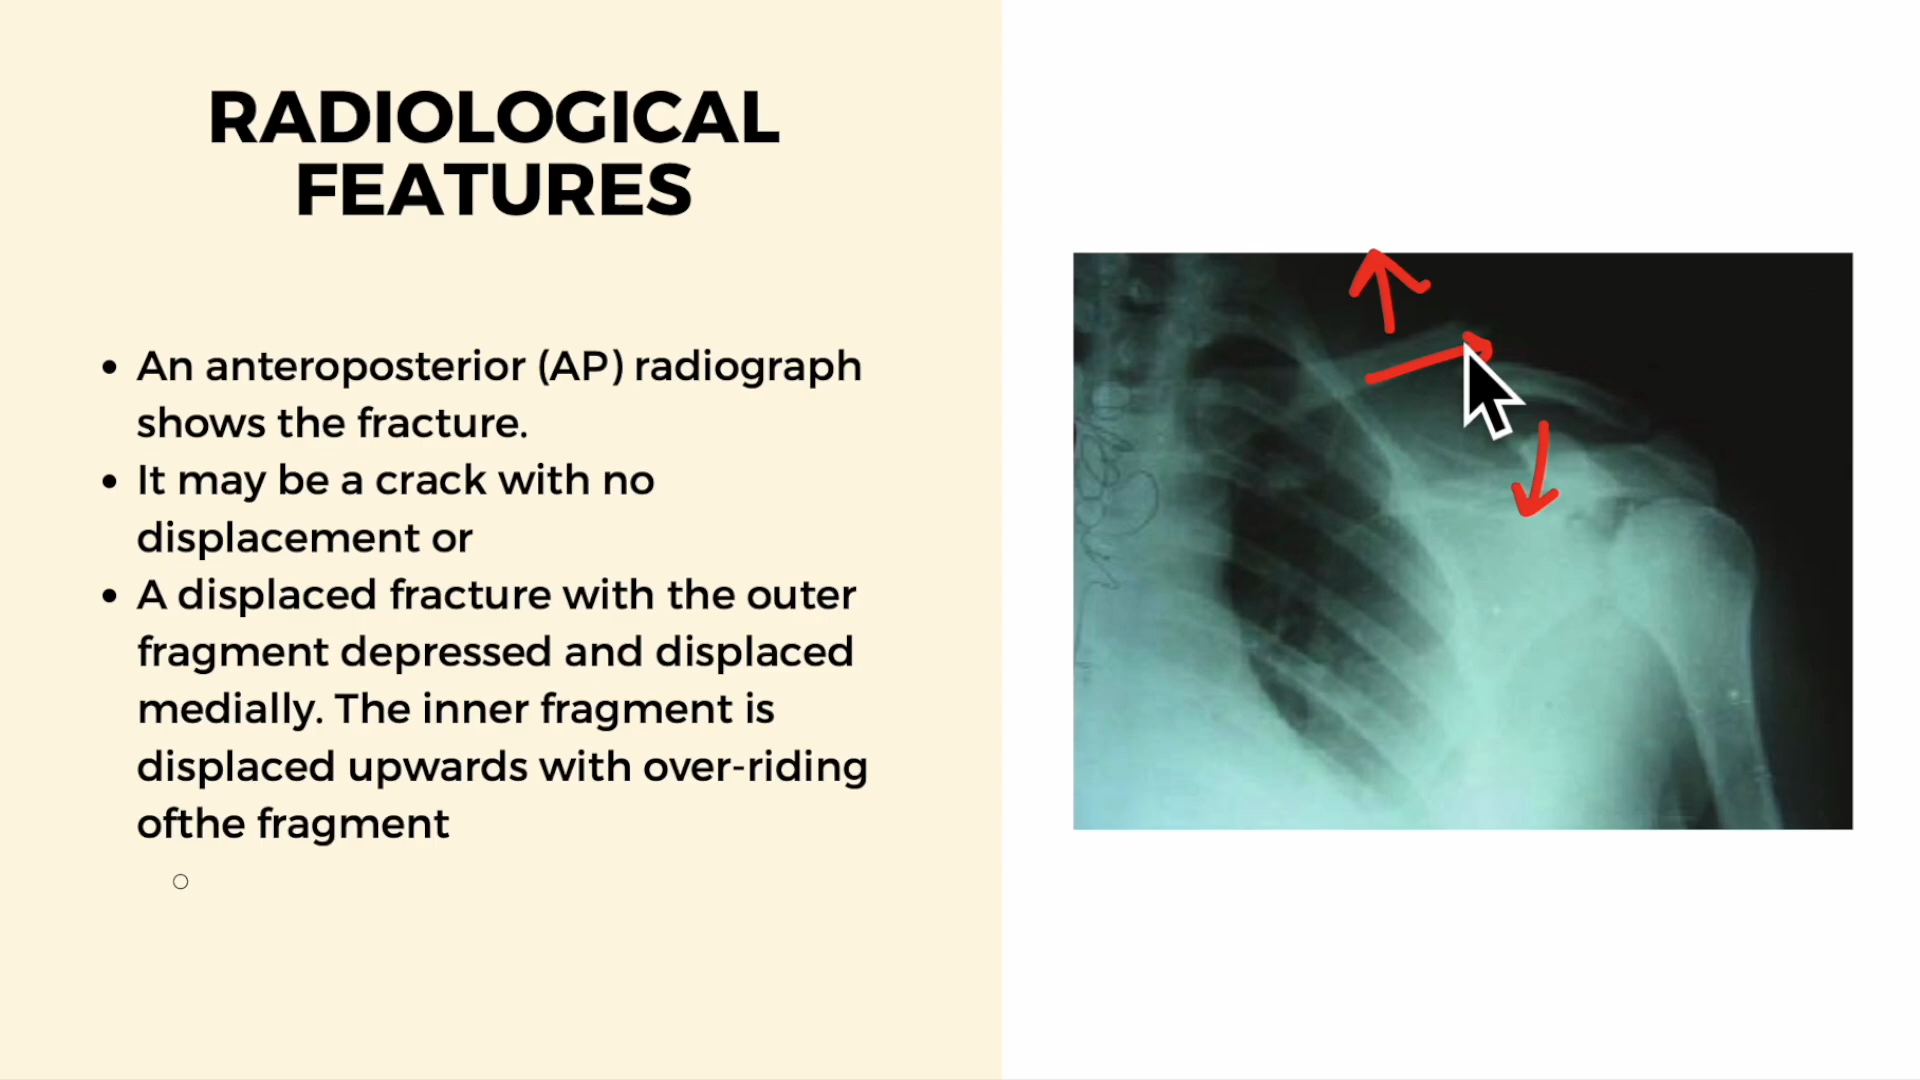 RADIOLOGICAL
FEATURES
An anteroposterior (AP) radiograph
shows the fracture.
It may be a crack with no
displacement or
A displaced fracture with the outer
fragment depressed and displaced
medially. The inner fragment is
displaced upwards with over-riding
ofthe fragment